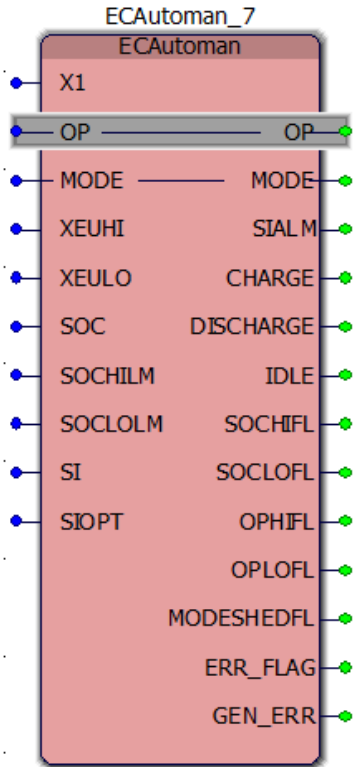 ECAutoman_7
ECAutoman
X1
OP OP
MODE MODE
XEUHI SIALM
XEULO CHARGE
SOC DISCHARGE
SOCHILM IDLE
SOCLOLM SOCHIFL
SI SOCLOFL
SIOPT OPHIFL
OPLOFL
MODESHEDFL
ERR_FLAG
GEN_ERR